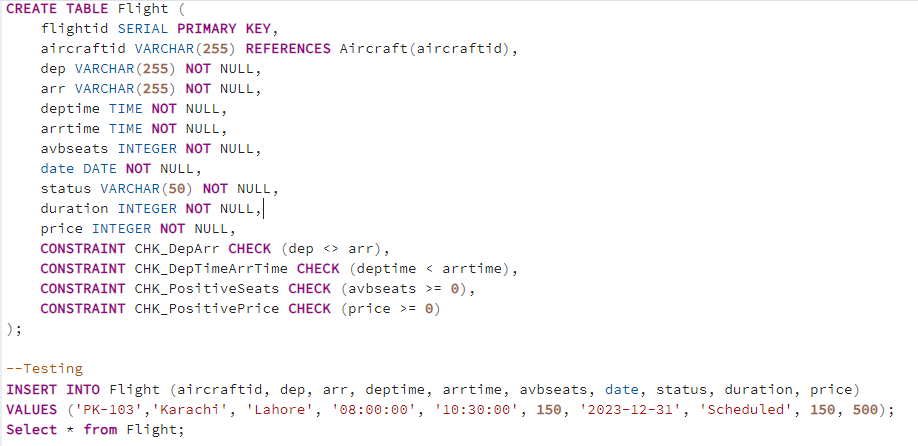 CREATE TABLE Flight (
    flightid SERIAL PRIMARY KEY,
    aircraftid VARCHAR(255) REFERENCES Aircraft(aircraftid),
    dep VARCHAR(255) NOT NULL,
    arr VARCHAR(255) NOT NULL,
    deptime TIME NOT NULL,
    arrtime TIME NOT NULL,
    avbseats INTEGER NOT NULL,
    date DATE NOT NULL,
    status VARCHAR(50) NOT NULL,
    duration INTEGER NOT NULL,
    price INTEGER NOT NULL,
    CONSTRAINT CHK_DepArr CHECK (dep <> arr),
    CONSTRAINT CHK_DepTimeArrTime CHECK (deptime < arrtime),
    CONSTRAINT CHK_PositiveSeats CHECK (avbseats >= 0),
    CONSTRAINT CHK_PositivePrice CHECK (price >= 0)
);
--Testing
INSERT INTO Flight (aircraftid, dep, arr, deptime, arrtime, avbseats, date, status, duration, price)
VALUES ('PK-103','Karachi', 'Lahore', '08:00:00', '10:30:00', 150, '2023-12-31', 'Scheduled', 150, 500);
Select * from Flight;